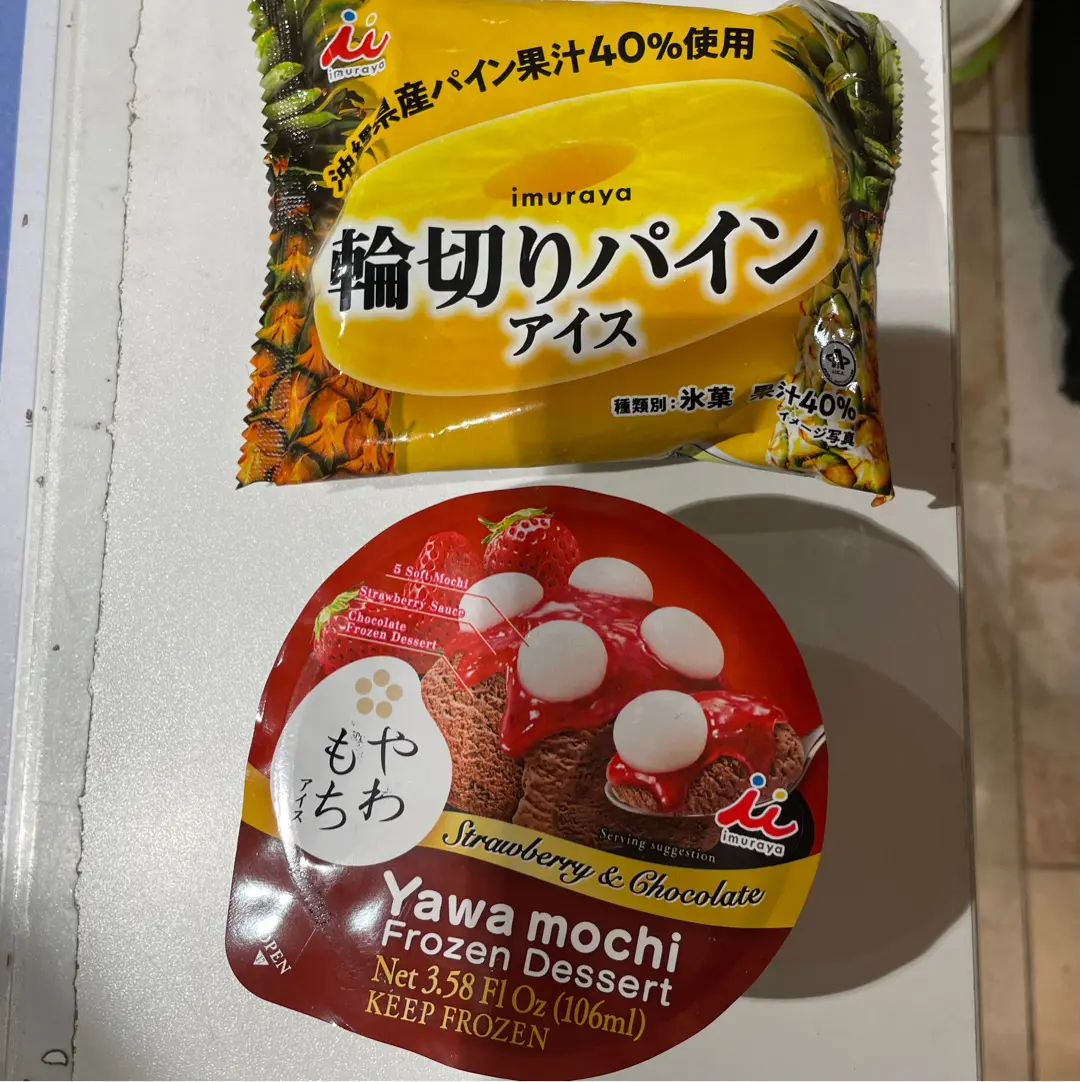 imuraya
沖縄県産パイン果汁40%使用
imuraya
輪切りパイン
アイス
種類別:氷菓 果汁40%
イメージ写真
5 Soft Mochi
Strawberry Sauce
Chocolate
Frozen Dessert
やわ
もち
アイス
imuraya
Serving suggestion
Strawberry & Chocolate
Yawa mochi
Frozen Dessert
Net 3.58 Fl Oz (106ml)
KEEP FROZEN